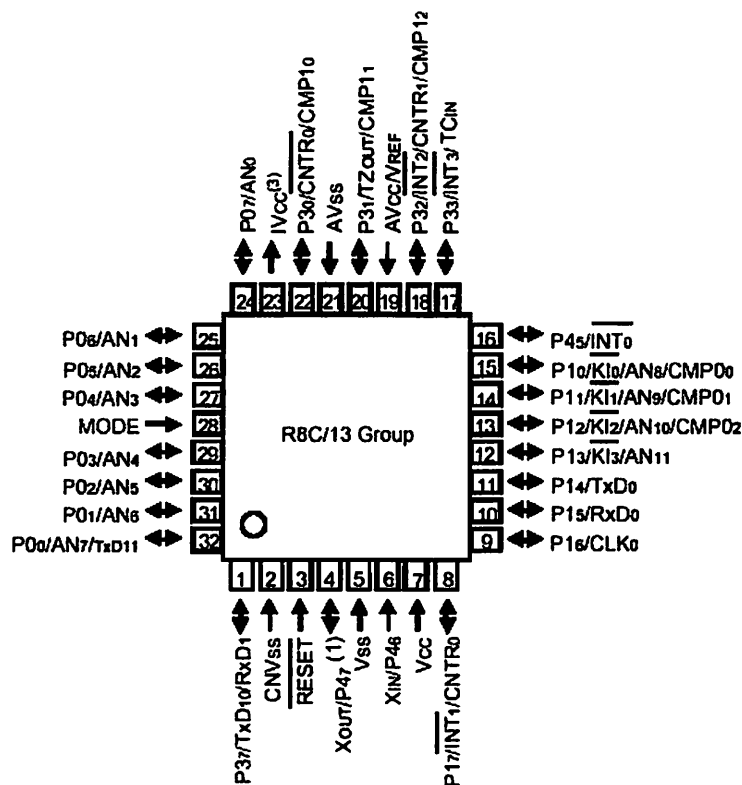 P07/AN0
IVCC(3)
P30/CNTR0/CMP10
AVSS
P31/TZOUT/CMP11
AVCC/VREF
P32/INT2/CNTR1/CMP12
P33/INT3/TCIN
24 23 22 21 20 19 18 17
P06/AN1 25
P05/AN2 26
P04/AN3 27
MODE 28
P03/AN4 29
P02/AN5 30
P01/AN6 31
P00/AN7/TxD11 32
R8C/13 Group
16 P45/INT0
15 P10/KI0/AN8/CMP00
14 P11/KI1/AN9/CMP01
13 P12/KI2/AN10/CMP02
12 P13/KI3/AN11
11 P14/TxD0
10 P15/RxD0
9 P16/CLK0
1 2 3 4 5 6 7 8
P37/TxD10/RxD1
CNVSS
RESET
XOUT/P47 (1)
VSS
XIN/P46
VCC
P17/INT1/CNTR0